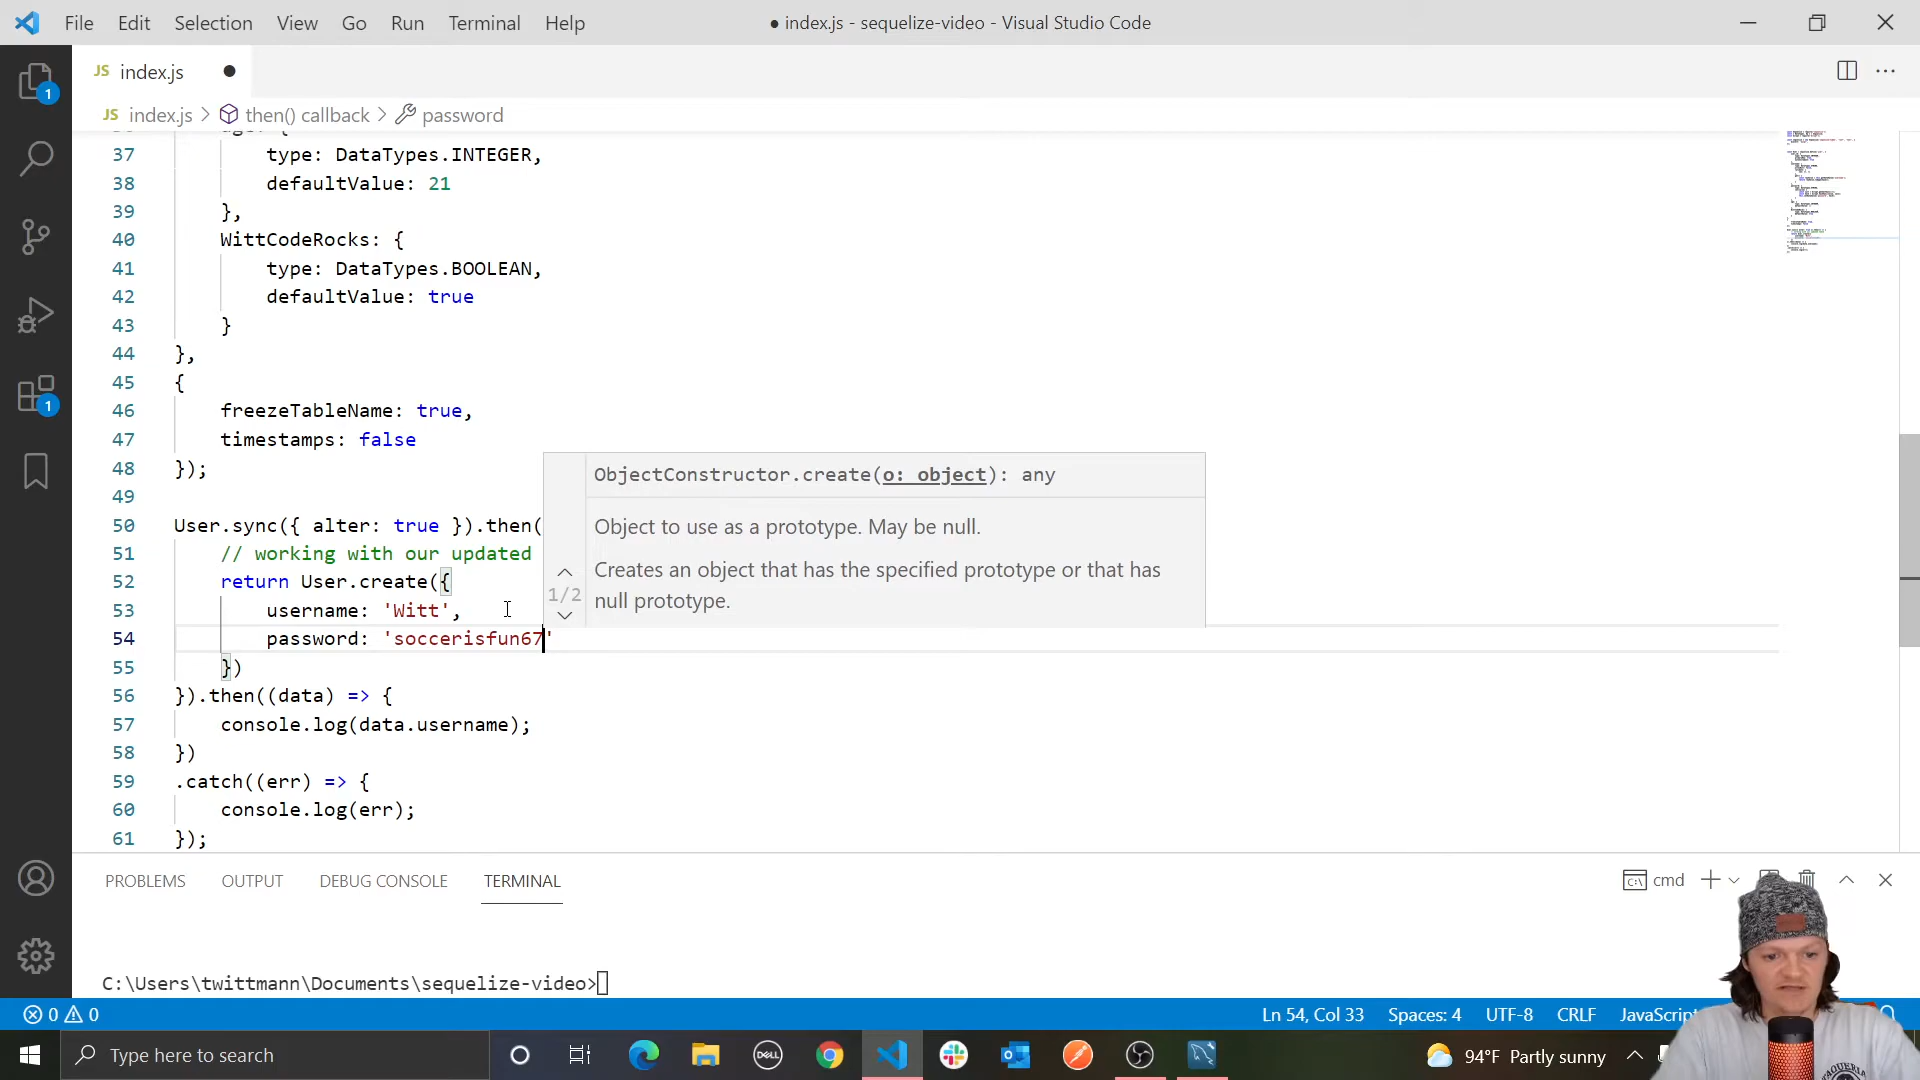 File Edit Selection View Go Run Terminal Help
● index.js - sequelize-video - Visual Studio Code
JS index.js ●
JS index.js > then() callback > password
37 type: DataTypes.INTEGER,
38 defaultValue: 21
39 },
40 WittCodeRocks: {
41 type: DataTypes.BOOLEAN,
42 defaultValue: true
43 }
44 },
45 {
46 freezeTableName: true,
47 timestamps: false
48 });
49
50 User.sync({ alter: true }).then(
51 // working with our updated
52 return User.create({
53 username: 'Witt',
54 password: 'soccerisfun67'
55 })
56 }).then((data) => {
57 console.log(data.username);
58 })
59 .catch((err) => {
60 console.log(err);
61 });
ObjectConstructor.create(o: object): any
Object to use as a prototype. May be null.
1/2
Creates an object that has the specified prototype or that has
null prototype.
1
1
PROBLEMS OUTPUT DEBUG CONSOLE TERMINAL
cmd
C:\Users\twittmann\Documents\sequelize-video>
0 0
Ln 54, Col 33 Spaces: 4 UTF-8 CRLF JavaScript
Type here to search
DELL
94°F Partly sunny